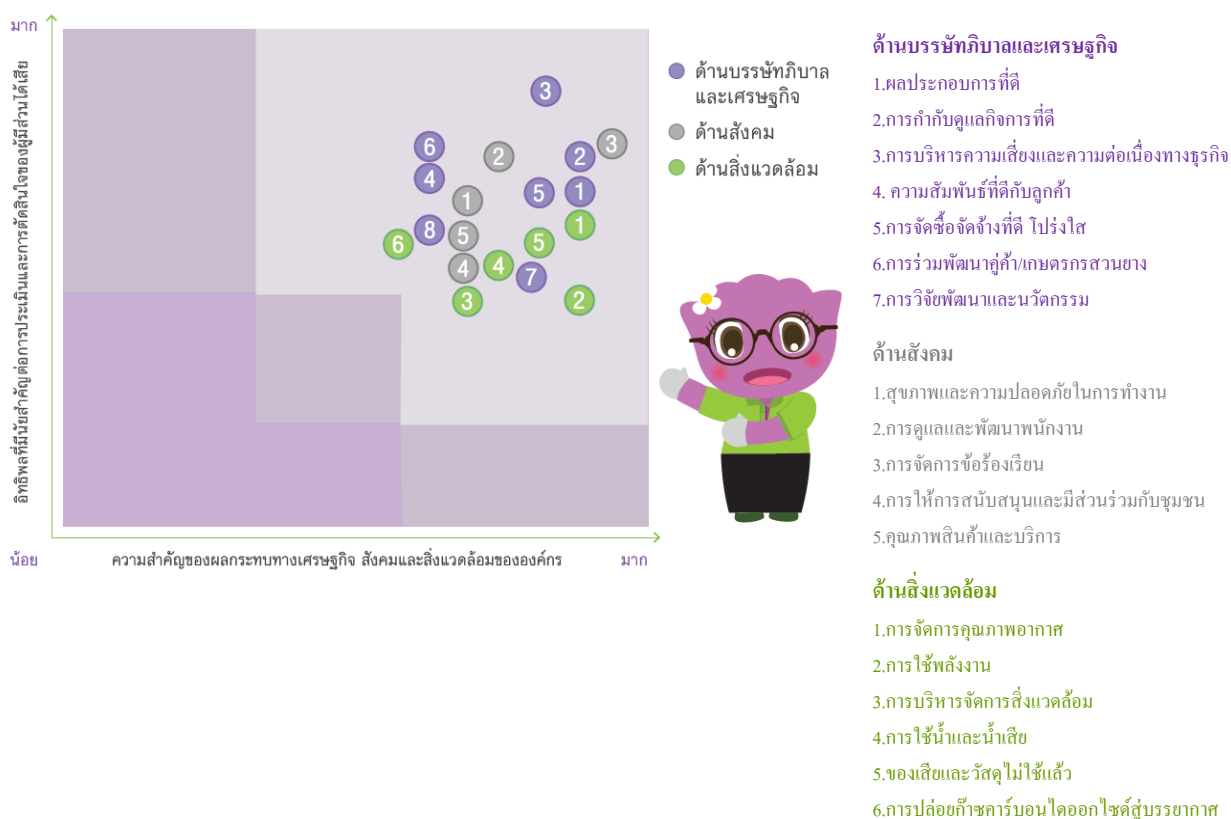 มาก
อิทธิพลที่มีนัยสำคัญต่อการประเมินและการตัดสินใจของผู้มีส่วนได้เสีย
3
6
2
2
3
4
5
1
1
1
8
5
5
6
4
4
7
3
2
น้อย
ความสำคัญของผลกระทบทางเศรษฐกิจ สังคมและสิ่งแวดล้อมขององค์กร
มาก
ด้านบรรษัทภิบาล
และเศรษฐกิจ
ด้านสังคม
ด้านสิ่งแวดล้อม
ด้านบรรษัทภิบาลและเศรษฐกิจ
1.ผลประกอบการที่ดี
2.การกำกับดูแลกิจการที่ดี
3.การบริหารความเสี่ยงและความต่อเนื่องทางธุรกิจ
4. ความสัมพันธ์ที่ดีกับลูกค้า
5.การจัดซื้อจัดจ้างที่ดี โปร่งใส
6.การร่วมพัฒนาคู่ค้า/เกษตรกรสวนยาง
7.การวิจัยพัฒนาและนวัตกรรม
ด้านสังคม
1.สุขภาพและความปลอดภัยในการทำงาน
2.การดูแลและพัฒนาพนักงาน
3.การจัดการข้อร้องเรียน
4.การให้การสนับสนุนและมีส่วนร่วมกับชุมชน
5.คุณภาพสินค้าและบริการ
ด้านสิ่งแวดล้อม
1.การจัดการคุณภาพอากาศ
2.การใช้พลังงาน
3.การบริหารจัดการสิ่งแวดล้อม
4.การใช้น้ำและน้ำเสีย
5.ของเสียและวัสดุไม่ใช้แล้ว
6.การปล่อยก๊าซคาร์บอนไดออกไซด์สู่บรรยากาศ